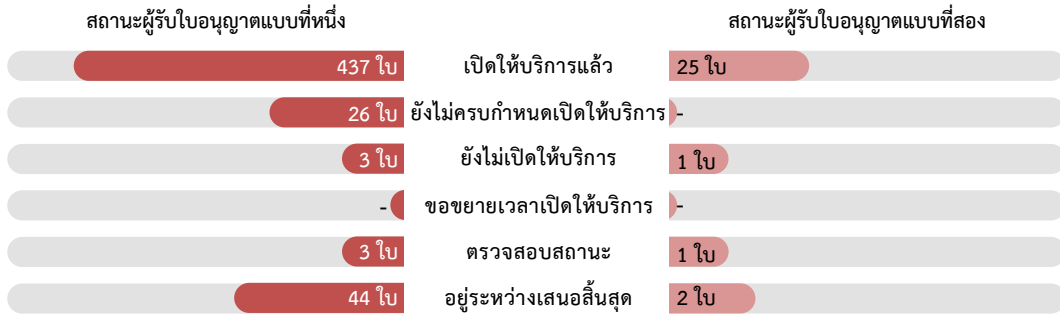 สถานะผู้รับใบอนุญาตแบบที่หนึ่ง สถานะผู้รับใบอนุญาตแบบที่สอง
437 ใบ เปิดให้บริการแล้ว 25 ใบ
26 ใบ ยังไม่ครบกำหนดเปิดให้บริการ -
3 ใบ ยังไม่เปิดให้บริการ 1 ใบ
- ขอขยายเวลาเปิดให้บริการ -
3 ใบ ตรวจสอบสถานะ 1 ใบ
44 ใบ อยู่ระหว่างเสนอสิ้นสุด 2 ใบ